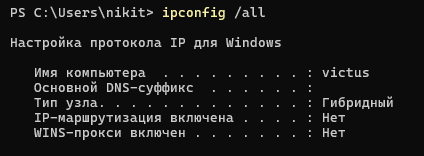 PS C:\Users\nikit> ipconfig /all
Настройка протокола IP для Windows
Имя компьютера . . . . . . . . . : victus
Основной DNS-суффикс . . . . . . :
Тип узла. . . . . . . . . . . . . : Гибридный
IP-маршрутизация включена . . . . : Нет
WINS-прокси включен . . . . . . . : Нет